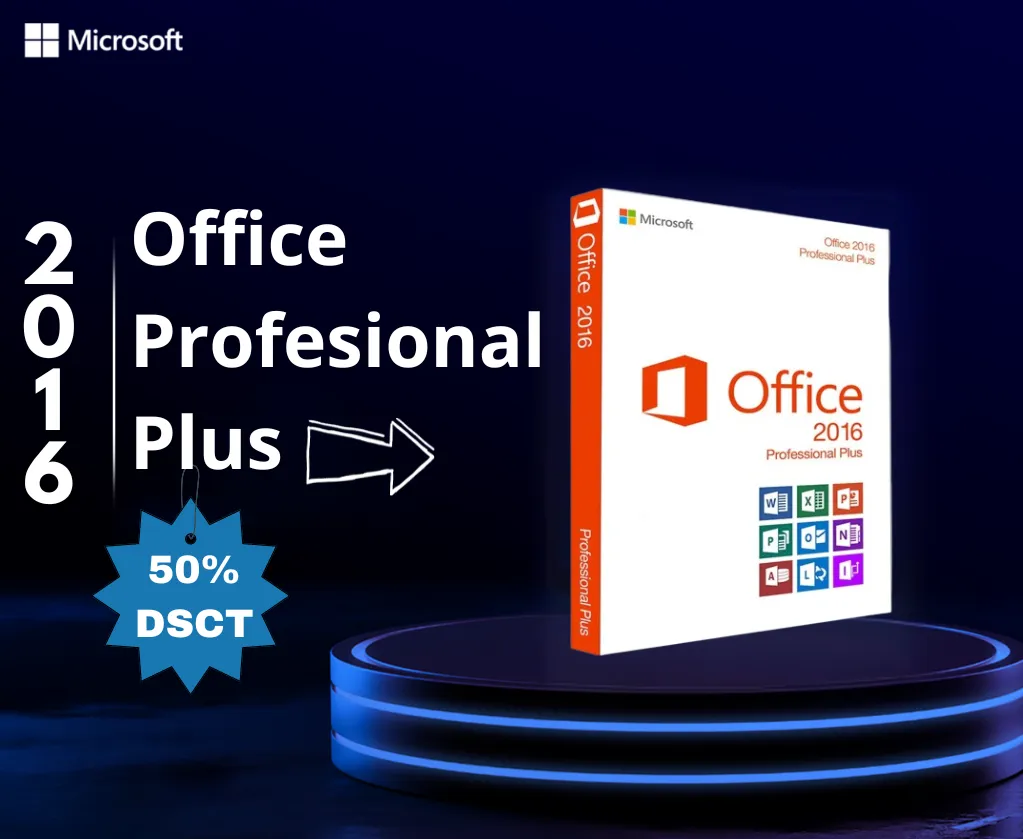 Microsoft
2016
Office
Profesional
Plus
50%
DSCT
Office 2016
Professional Plus
Microsoft
Office 2016
Professional Plus
Office
2016
Professional Plus
W
X
P
P
O
N
A
L
I